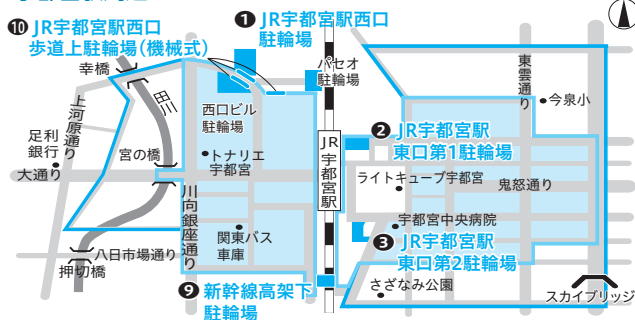 ❿ JR宇都宮駅西口
歩道上駐輪場(機械式)
❶ JR宇都宮駅西口
駐輪場
幸橋
田川
パセオ
駐輪場
東雲通り
今泉小
上河原通り
西口ビル
駐輪場
足利
銀行
宮の橋
トナリエ
宇都宮
JR宇都宮駅
❷ JR宇都宮駅
東口第1駐輪場
大通り
ライトキューブ宇都宮
鬼怒通り
川向銀座通り
宇都宮中央病院
関東バス
車庫
❸ JR宇都宮駅
東口第2駐輪場
八日市場通り
押切橋
❾ 新幹線高架下
駐輪場
さざなみ公園
スカイブリッジ